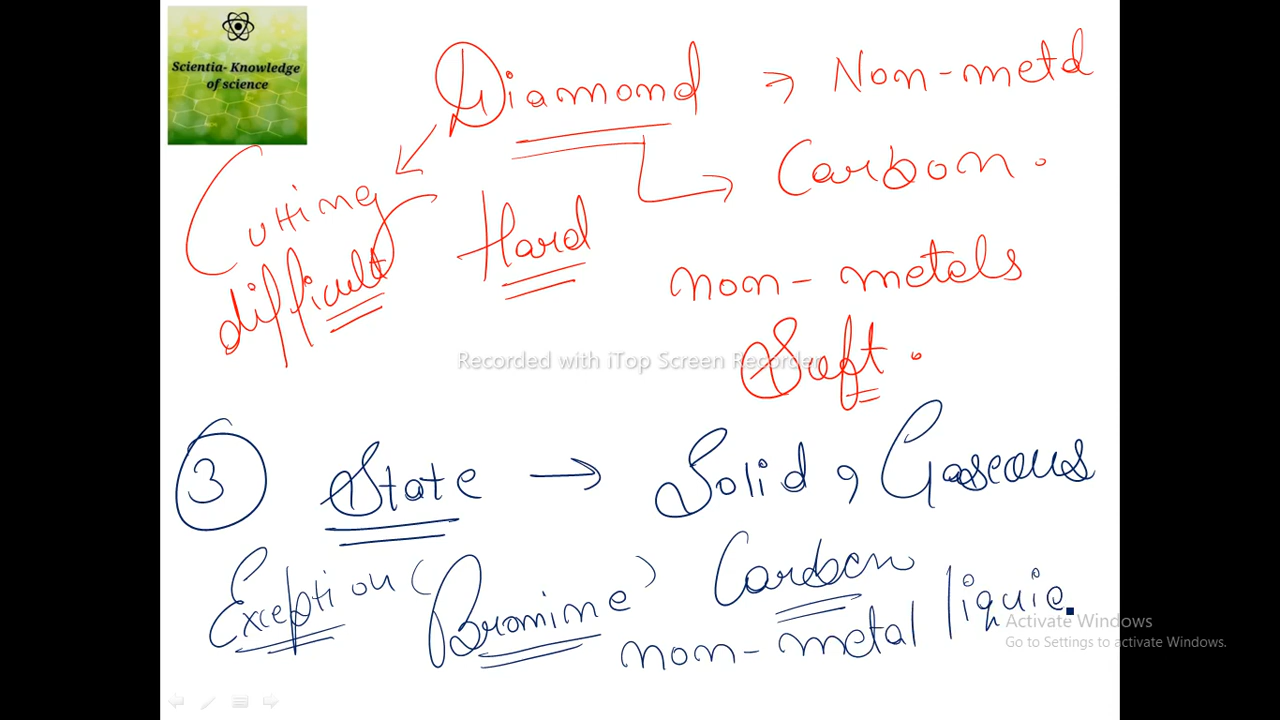 Scientia- Knowledge
of science
Diamond → Non-metal
→ Carbon.
Cutting
difficult
Hard
non-metals
Soft.
Recorded with iTop Screen Recorder
3 State → Solid, Gaseous
Exception (Bromine) Carbon
non-metal liquie
Activate Windows
Go to Settings to activate Windows.